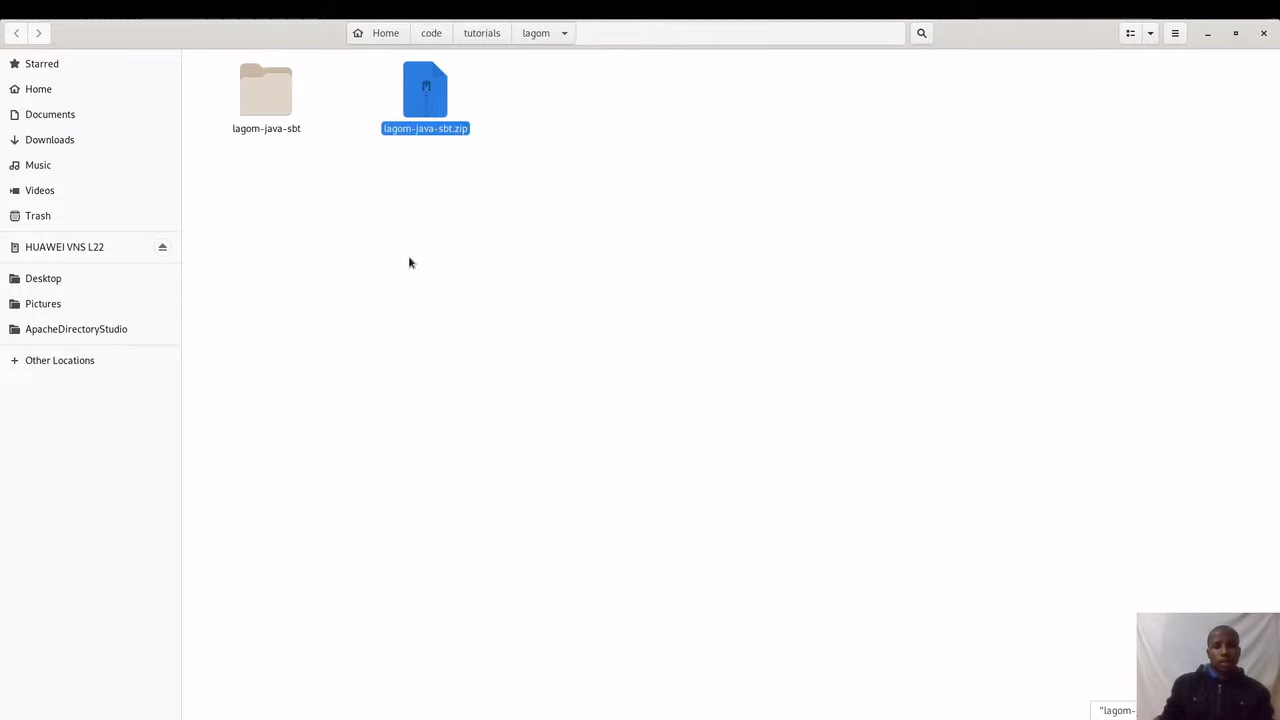 Home code tutorials lagom
Starred
Home
Documents
Downloads
Music
Videos
Trash
HUAWEI VNS L22
Desktop
Pictures
ApacheDirectoryStudio
Other Locations
lagom-java-sbt
lagom-java-sbt.zip
"lagom-